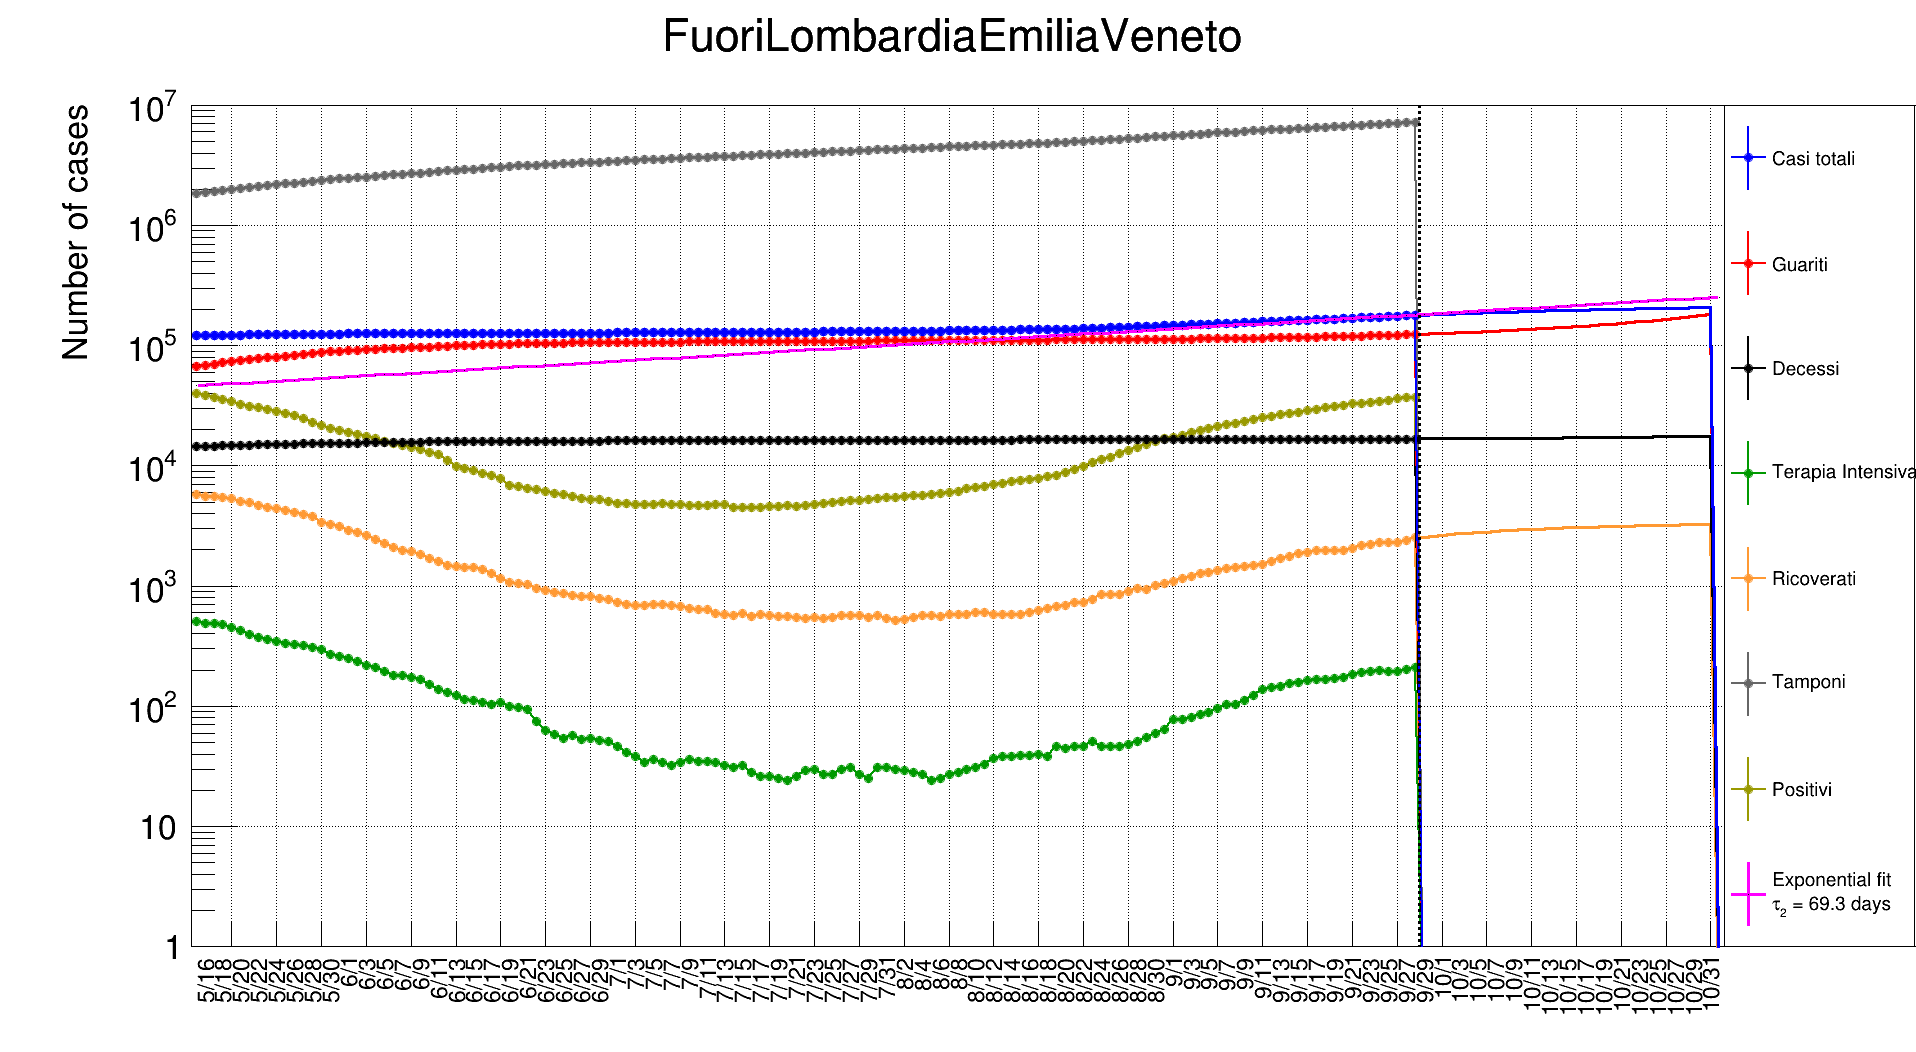 FuoriLombardiaEmiliaVeneto
Number of cases
10^7
10^6
10^5
10^4
10^3
10^2
10
1
5/16 5/18 5/20 5/22 5/24 5/26 5/28 5/30 6/1 6/3 6/5 6/7 6/9 6/11 6/13 6/15 6/17 6/19 6/21 6/23 6/25 6/27 6/29 7/1 7/3 7/5 7/7 7/9 7/11 7/13 7/15 7/17 7/19 7/21 7/23 7/25 7/27 7/29 7/31 8/2 8/4 8/6 8/8 8/10 8/12 8/14 8/16 8/18 8/20 8/22 8/24 8/26 8/28 8/30 9/1 9/3 9/5 9/7 9/9 9/11 9/13 9/15 9/17 9/19 9/21 9/23 9/25 9/27 9/29 10/1 10/3 10/5 10/7 10/9 10/11 10/13 10/15 10/17 10/19 10/21 10/23 10/25 10/27 10/29 10/31
Casi totali
Guariti
Decessi
Terapia Intensiva
Ricoverati
Tamponi
Positivi
Exponential fit
τ₂ = 69.3 days